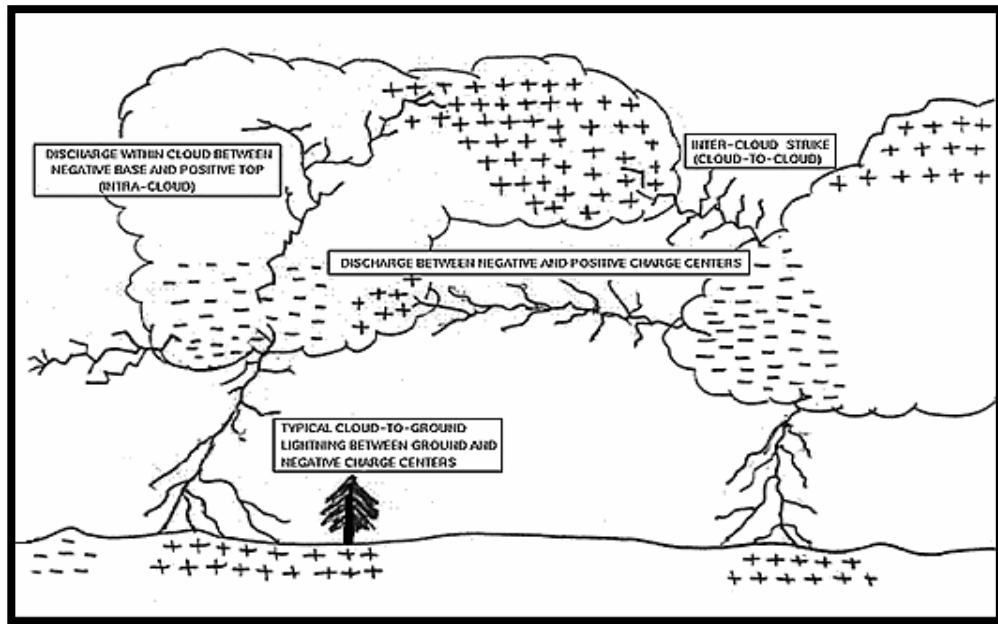 DISCHARGE WITHIN CLOUD BETWEEN
NEGATIVE BASE AND POSITIVE TOP
(INTRA-CLOUD)
INTER-CLOUD STRIKE
(CLOUD-TO-CLOUD)
DISCHARGE BETWEEN NEGATIVE AND POSITIVE CHARGE CENTERS
TYPICAL CLOUD-TO-GROUND
LIGHTNING BETWEEN GROUND AND
NEGATIVE CHARGE CENTERS